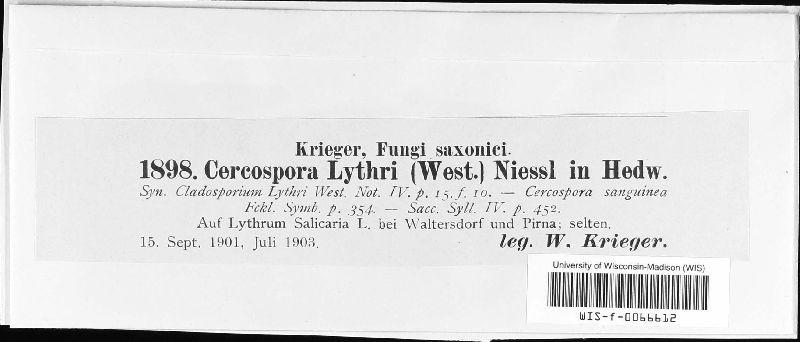 Krieger, Fungi saxonici.
1898. Cercospora Lythri (West.) Niessl in Hedw.
Syn. Cladosporium Lythri West. Not. IV. p. 15. f. 10. — Cercospora sanguinea
Fckl. Symb. p. 354. — Sacc. Syll. IV. p. 452.
Auf Lythrum Salicaria L. bei Waltersdorf und Pirna; selten.
15. Sept. 1901, Juli 1903. leg. W. Krieger.
University of Wisconsin-Madison (WIS)
WIS-f-0066612